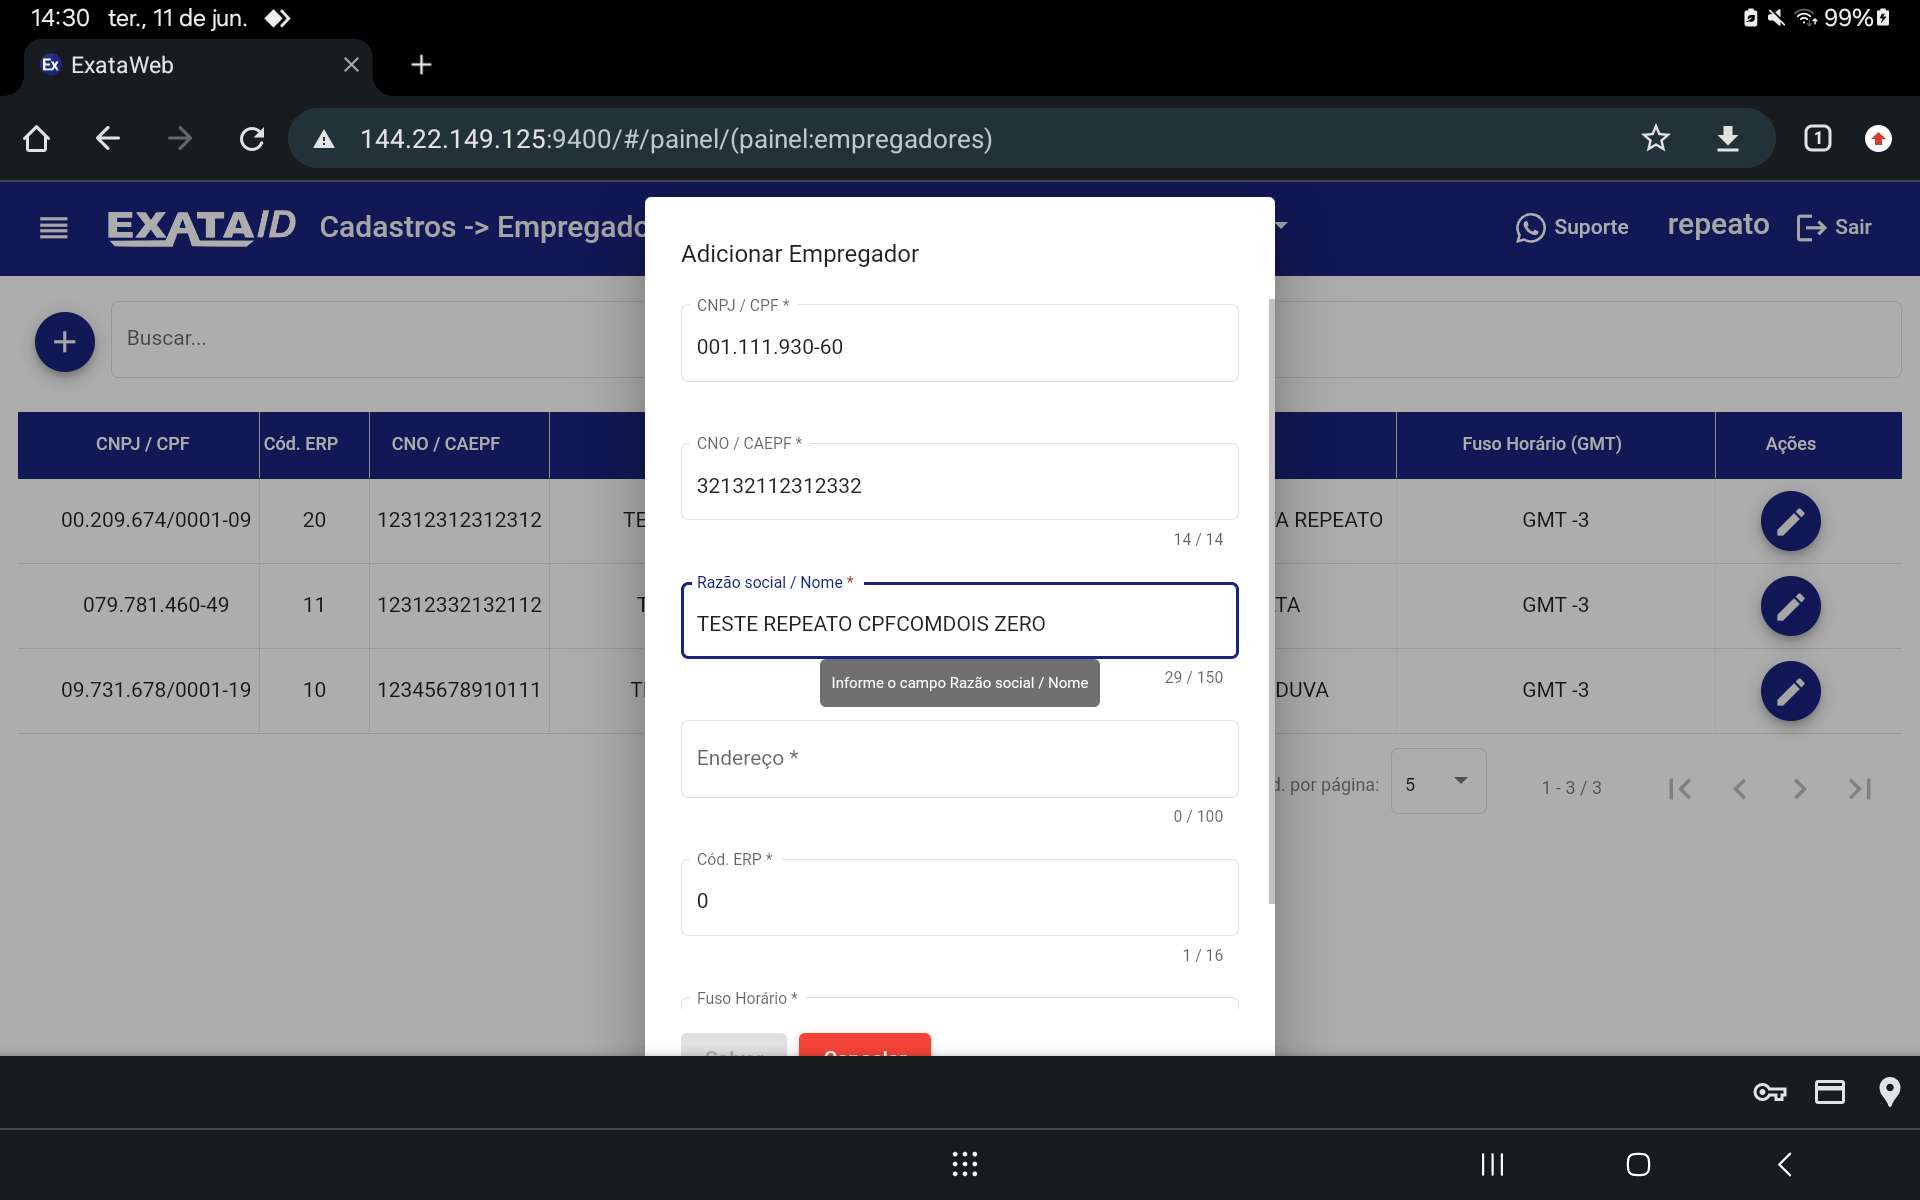 14:30 ter., 11 de jun.
99%
Ex ExataWeb
144.22.149.125:9400/#/painel/(painel:empregadores)
1
EXATA ID
Cadastros -> Empregado
Suporte
repeato
Sair
Adicionar Empregador
CNPJ / CPF *
001.111.930-60
Buscar...
CNO / CAEPF *
32132112312332
14 / 14
CNPJ / CPF Cód. ERP CNO / CAEPF Fuso Horário (GMT) Ações
00.209.674/0001-09 20 12312312312312 TE A REPEATO GMT -3
079.781.460-49 11 12312332132112 T TA GMT -3
09.731.678/0001-19 10 12345678910111 TI DUVA GMT -3
Razão social / Nome *
TESTE REPEATO CPFCOMDOIS ZERO
29 / 150
Informe o campo Razão social / Nome
Endereço *
0 / 100
d. por página: 5 1 - 3 / 3
Cód. ERP *
0
1 / 16
Fuso Horário *
Salvar
Cancelar